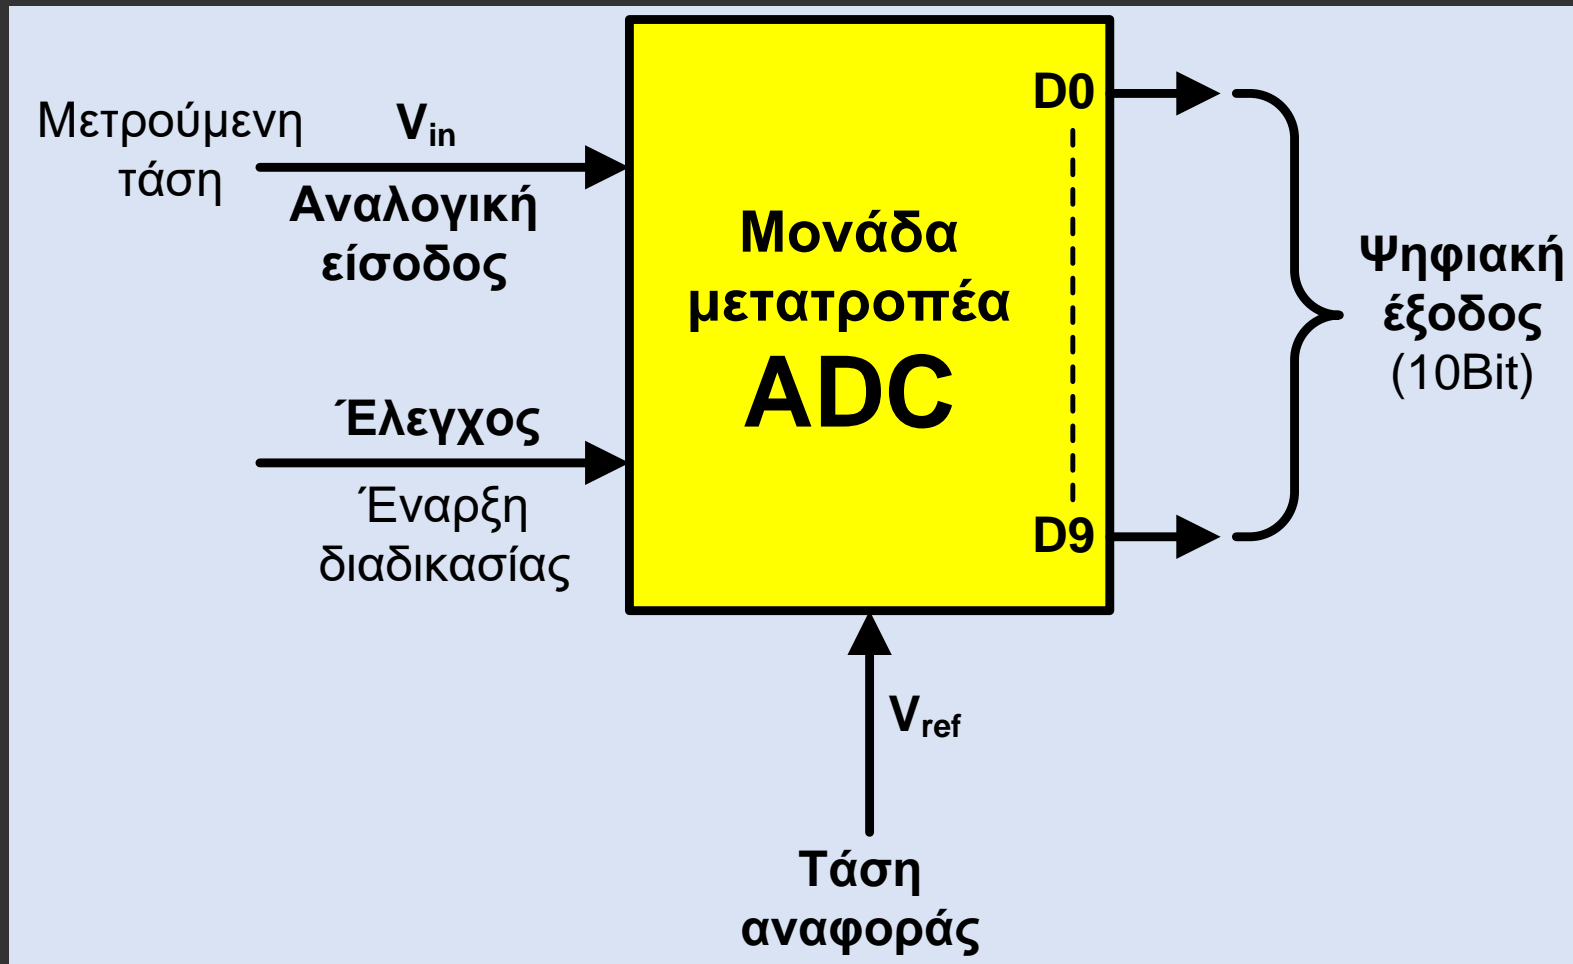 Μετρούμενη
τάση
Vin
Αναλογική
είσοδος
Έλεγχος
Έναρξη
διαδικασίας
Μονάδα
μετατροπέα
ADC
D0
D9
Ψηφιακή
έξοδος
(10Bit)
Vref
Τάση
αναφοράς